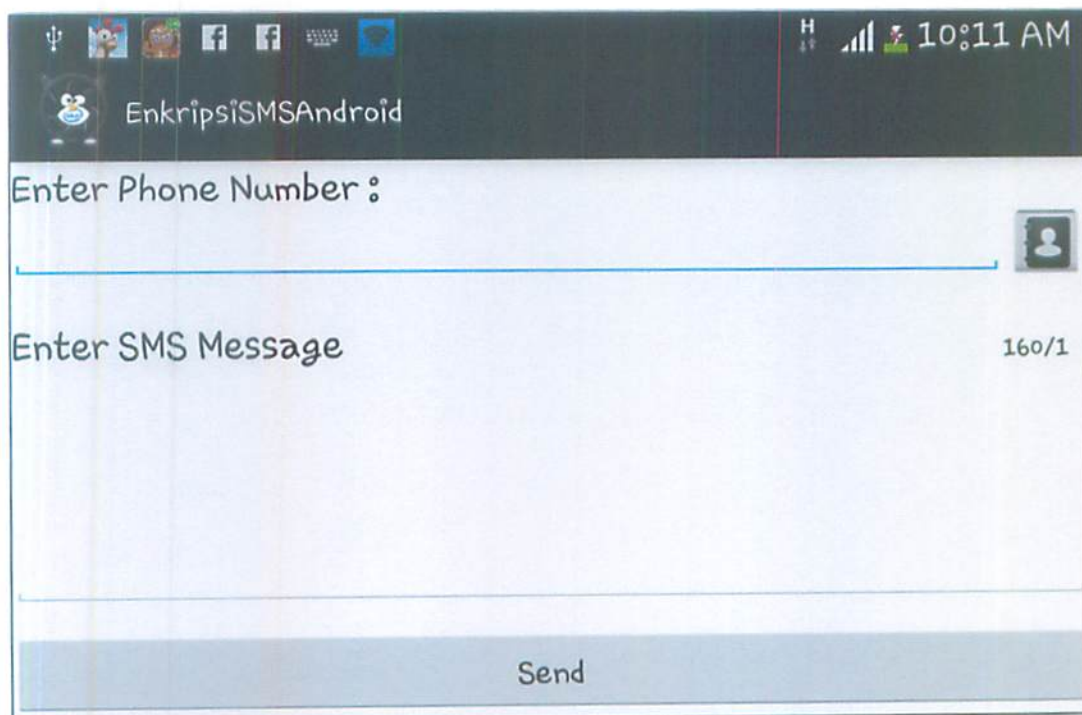 H 10:11 AM
EnkripsiSMSAndroid
Enter Phone Number :
Enter SMS Message 160/1
Send